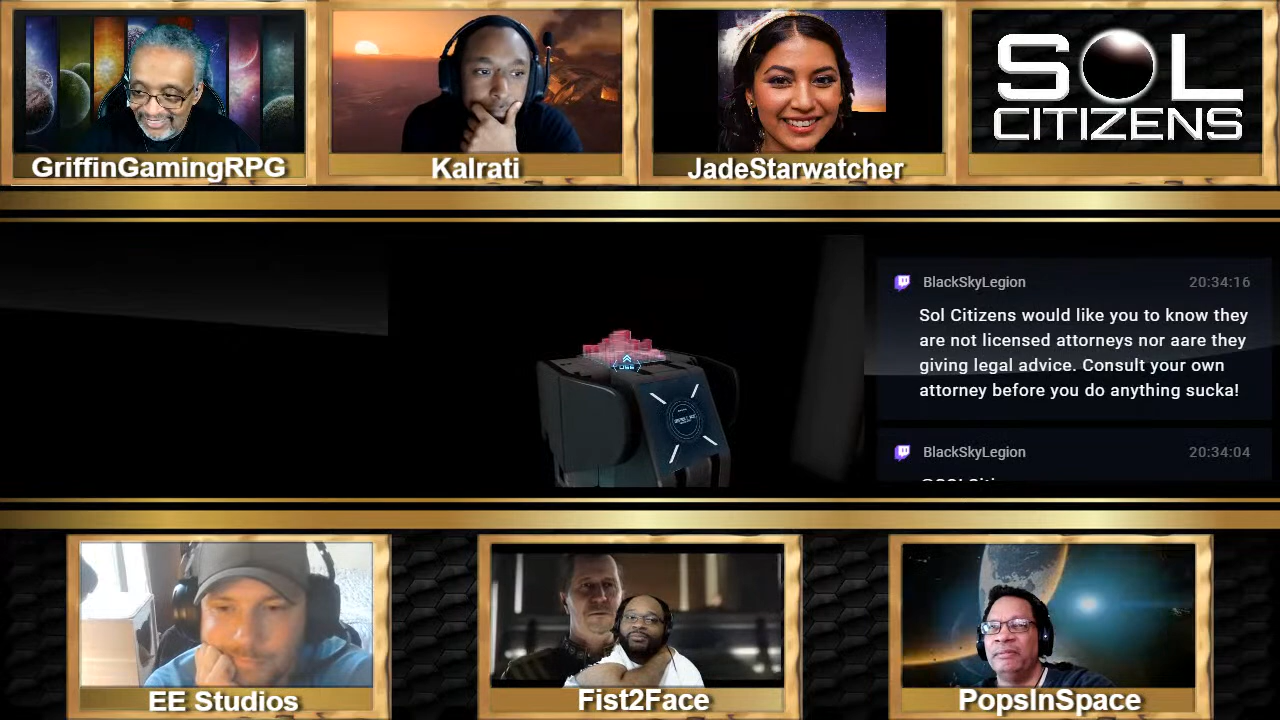 SOL
CITIZENS
GriffinGamingRPG
Kalrati
JadeStarwatcher
BlackSkyLegion
20:34:16
Sol Citizens would like you to know they
are not licensed attorneys nor aare they
giving legal advice. Consult your own
attorney before you do anything sucka!
USE
BlackSkyLegion
20:34:04
EE Studios
Fist2Face
PopsInSpace